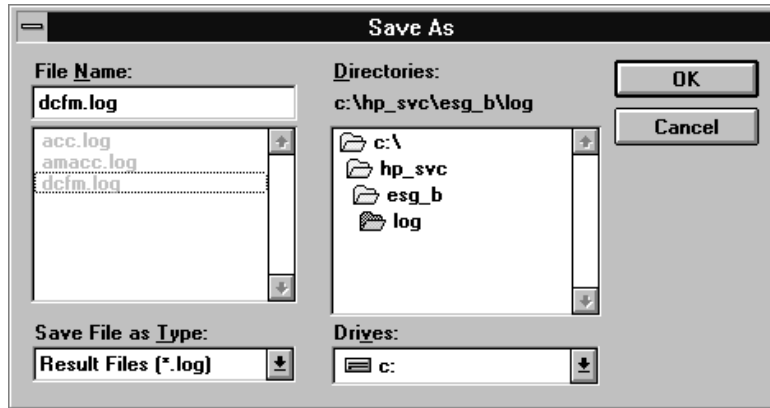 Save As
File Name:
dcfm.log
acc.log
amacc.log
dcfm.log
Save File as Type:
Result Files (*.log)
Directories:
c:\hp_svc\esg_b\log
c:\
hp_svc
esg_b
log
Drives:
c:
OK
Cancel